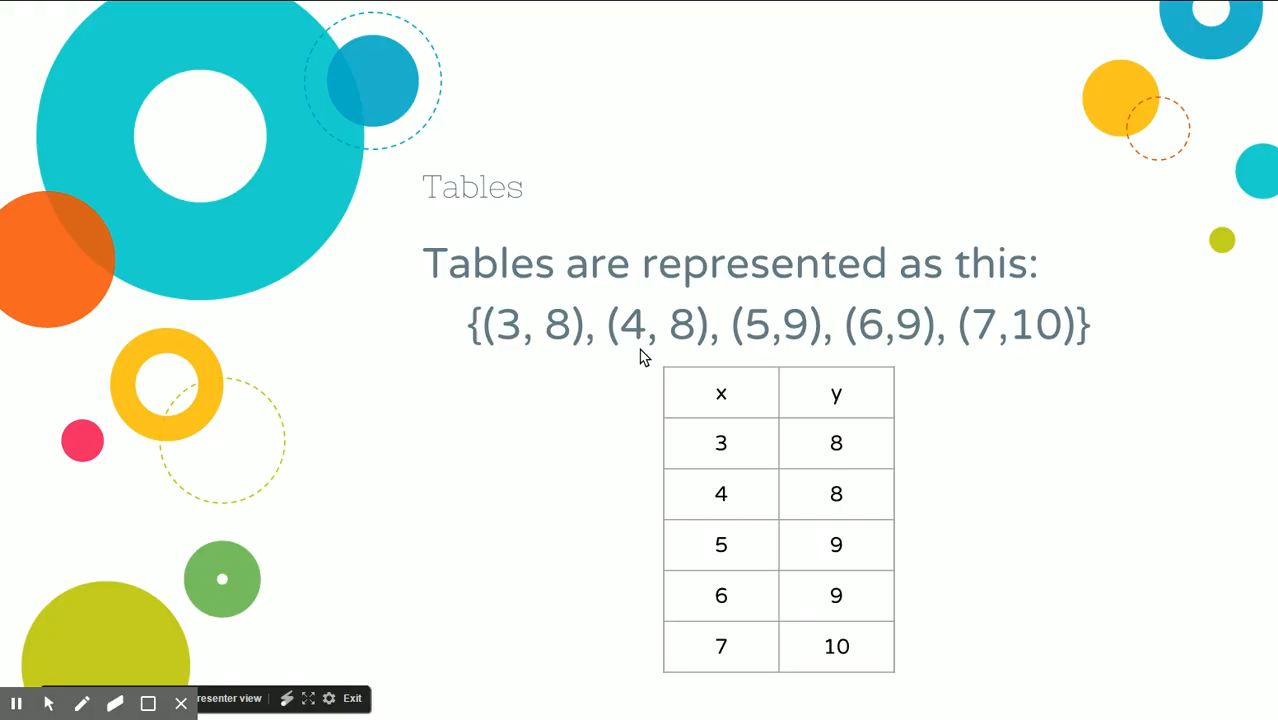 Tables
Tables are represented as this:
{(3, 8), (4, 8), (5,9), (6,9), (7,10)}
x y
3 8
4 8
5 9
6 9
7 10
resenter view Exit